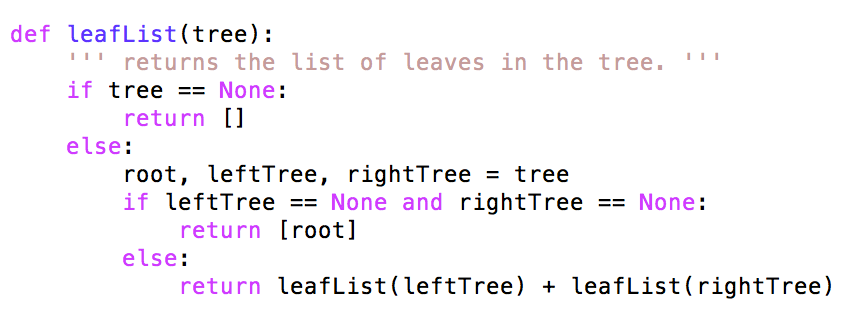 def leafList(tree):
    ''' returns the list of leaves in the tree. '''
    if tree == None:
        return []
    else:
        root, leftTree, rightTree = tree
        if leftTree == None and rightTree == None:
            return [root]
        else:
            return leafList(leftTree) + leafList(rightTree)